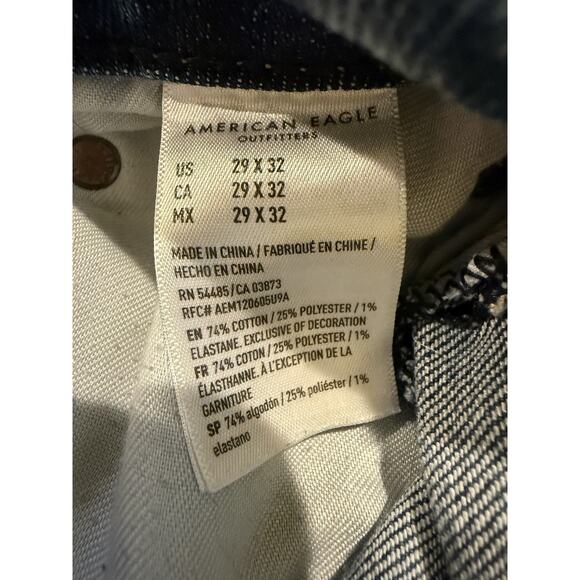 AMERICAN EAGLE
OUTFITTERS
US 29 X 32
CA 29 X 32
MX 29 X 32
MADE IN CHINA / FABRIQUÉ EN CHINE /
HECHO EN CHINA
RN 54485/CA 03873
RFC# AEM120605U9A
EN 74% COTTON / 25% POLYESTER / 1%
ELASTANE. EXCLUSIVE OF DECORATION
FR 74% COTON / 25% POLYESTER / 1%
ÉLASTHANNE. À L'EXCEPTION DE LA
GARNITURE
SP 74% algodón / 25% poliéster / 1%
elastano